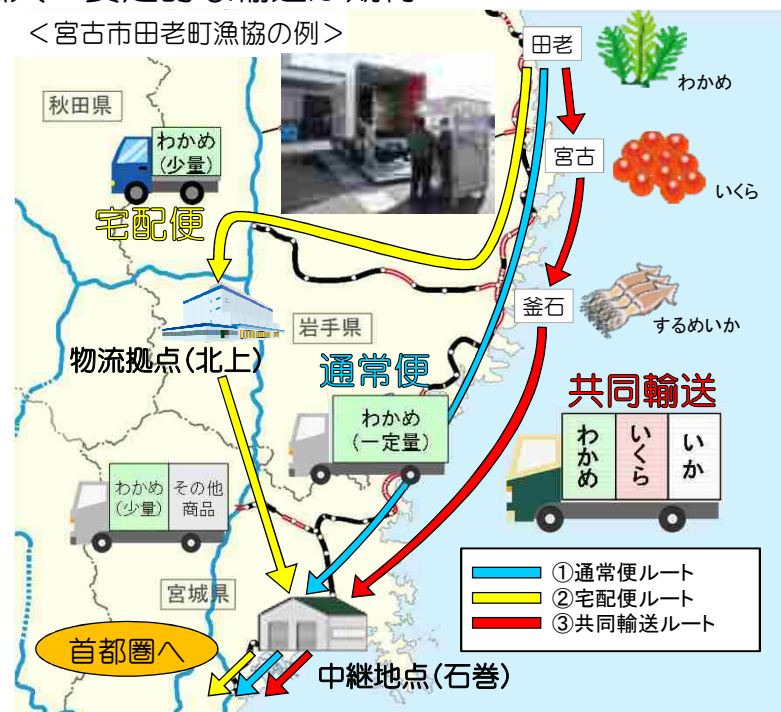 ＜宮古市田老町漁協の例＞
田老
わかめ
秋田県
わかめ
(少量)
宅配便
宮古
いくら
釜石
するめいか
岩手県
物流拠点(北上)
通常便
わかめ
(一定量)
共同輸送
わかめ
いくら
いか
わかめ
(少量)
その他
商品
①通常便ルート
②宅配便ルート
③共同輸送ルート
宮城県
首都圏へ
中継地点(石巻)